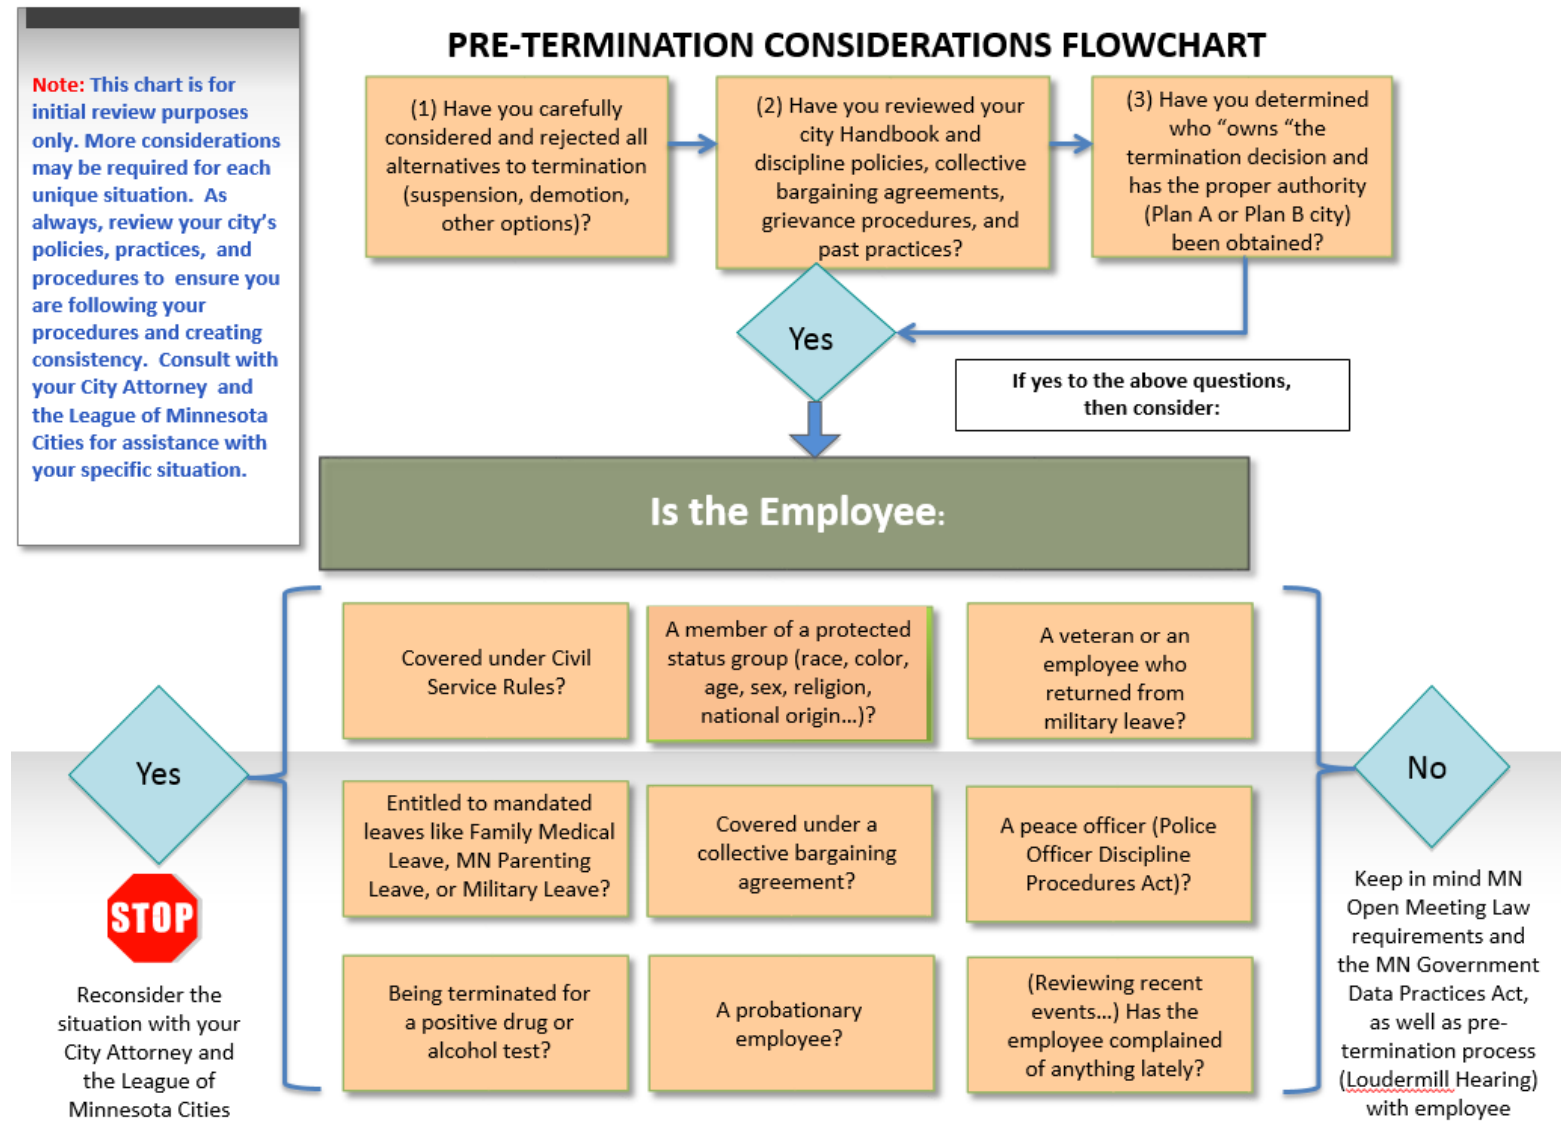 PRE-TERMINATION CONSIDERATIONS FLOWCHART
Note: This chart is for
initial review purposes
only. More considerations
may be required for each
unique situation.  As
always, review your city’s
policies, practices,  and
procedures to  ensure you
are following your
procedures and creating
consistency.  Consult with
your City Attorney  and
the League of Minnesota
Cities for assistance with
your specific situation.
(1) Have you carefully
considered and rejected all
alternatives to termination
(suspension, demotion,
other options)?
(2) Have you reviewed your
city Handbook and
discipline policies, collective
bargaining agreements,
grievance procedures, and
past practices?
(3) Have you determined
who “owns “the
termination decision and
has the proper authority
(Plan A or Plan B city)
been obtained?
Yes
If yes to the above questions,
then consider:
Is the Employee:
Covered under Civil
Service Rules?
A member of a protected
status group (race, color,
age, sex, religion,
national origin…)?
A veteran or an
employee who
returned from
military leave?
Entitled to mandated
leaves like Family Medical
Leave, MN Parenting
Leave, or Military Leave?
Covered under a
collective bargaining
agreement?
A peace officer (Police
Officer Discipline
Procedures Act)?
Being terminated for
a positive drug or
alcohol test?
A probationary
employee?
(Reviewing recent
events…) Has the
employee complained
of anything lately?
Yes
STOP
Reconsider the
situation with your
City Attorney and
the League of
Minnesota Cities
No
Keep in mind MN
Open Meeting Law
requirements and
the MN Government
Data Practices Act,
as well as pre-
termination process
(Loudermill Hearing)
with employee